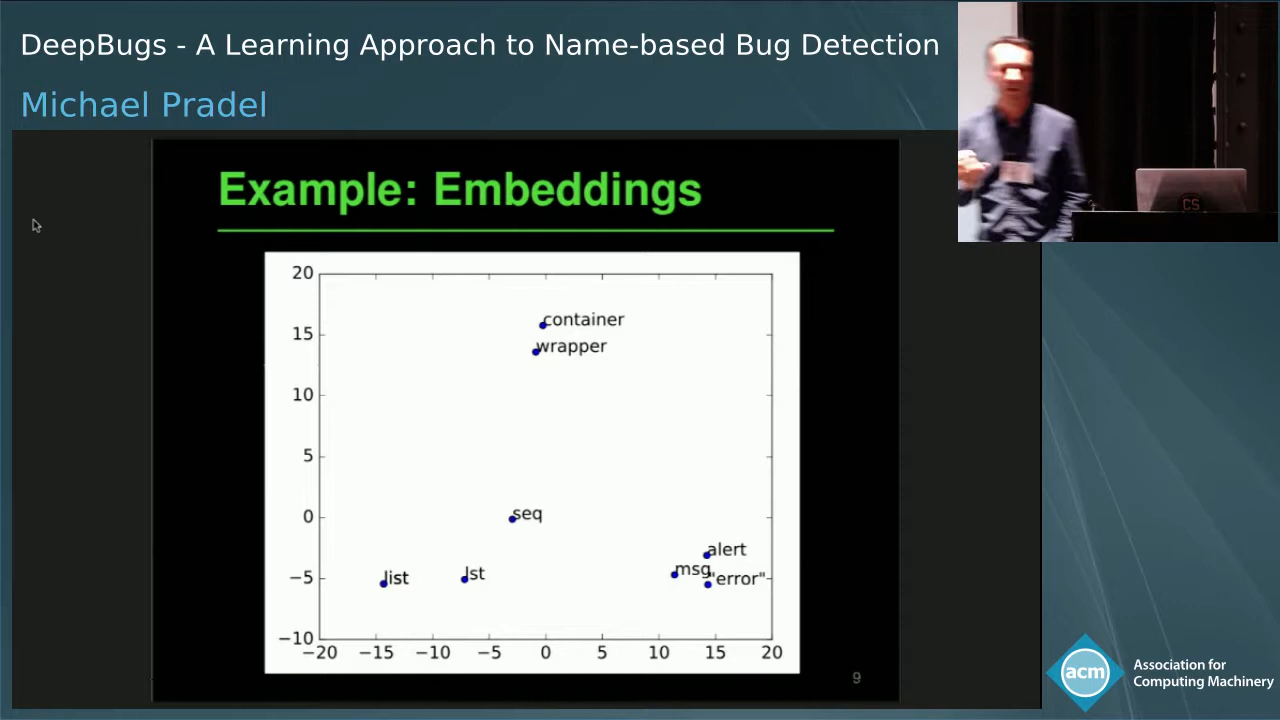 DeepBugs - A Learning Approach to Name-based Bug Detection
Michael Pradel
Example: Embeddings
20
15
10
5
0
−5
−10
container
wrapper
seq
list
lst
alert
msg
"error"
−20 −15 −10 −5 0 5 10 15 20
9
CS
acm
Association for
Computing Machinery